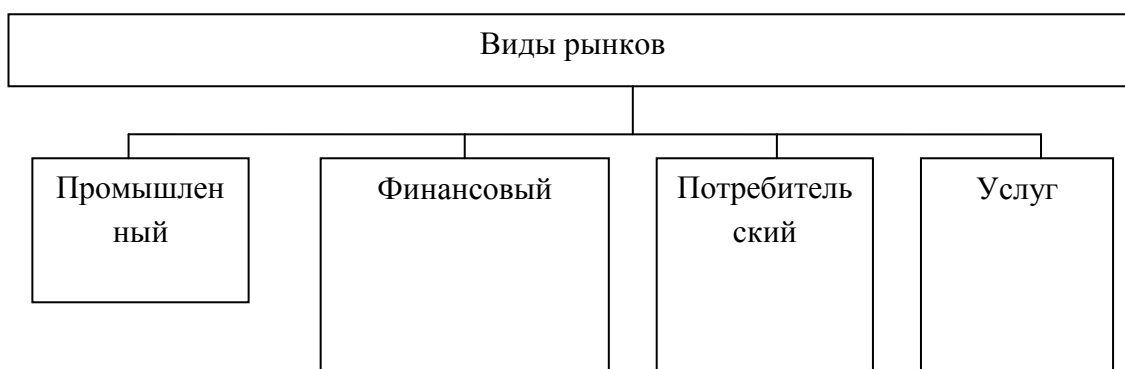 Виды рынков
Промышлен
ный
Финансовый
Потребитель
ский
Услуг